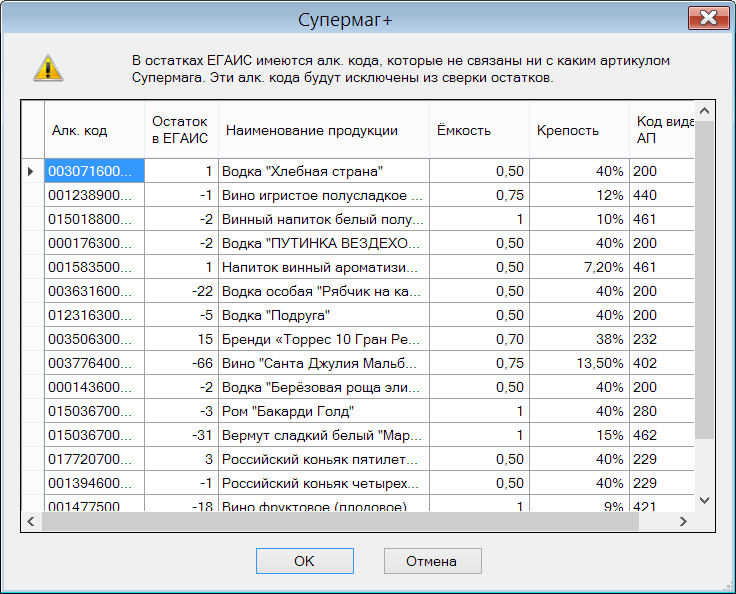 Супермаг+
В остатках ЕГАИС имеются алк. кода, которые не связаны ни с каким артикулом
Супермага. Эти алк. кода будут исключены из сверки остатков.
Алк. код Остаток в ЕГАИС Наименование продукции Ёмкость Крепость Код вида АП
003071600... 1 Водка "Хлебная страна" 0,50 40% 200
001238900... -1 Вино игристое полусладкое ... 0,75 12% 440
015018800... -2 Винный напиток белый полу... 1 10% 461
000176300... -2 Водка "ПУТИНКА ВЕЗДЕХО... 0,50 40% 200
001583500... 1 Напиток винный ароматизи... 0,50 7,20% 461
003631600... -22 Водка особая "Рябчик на ка... 0,50 40% 200
012316300... -5 Водка "Подруга" 0,50 40% 200
003506300... 15 Бренди «Торрес 10 Гран Ре... 0,70 38% 232
003776400... -66 Вино "Санта Джулия Мальб... 0,75 13,50% 402
000143600... -2 Водка "Берёзовая роща эли... 0,50 40% 200
015036700... -3 Ром "Бакарди Голд" 1 40% 280
015036700... -31 Вермут сладкий белый "Мар... 1 15% 462
017720700... 3 Российский коньяк пятилет... 0,50 40% 229
001394600... -1 Российский коньяк четырех... 0,50 40% 229
001477500... -18 Вино фруктовое (плодовое) 1 9% 421
OK Отмена